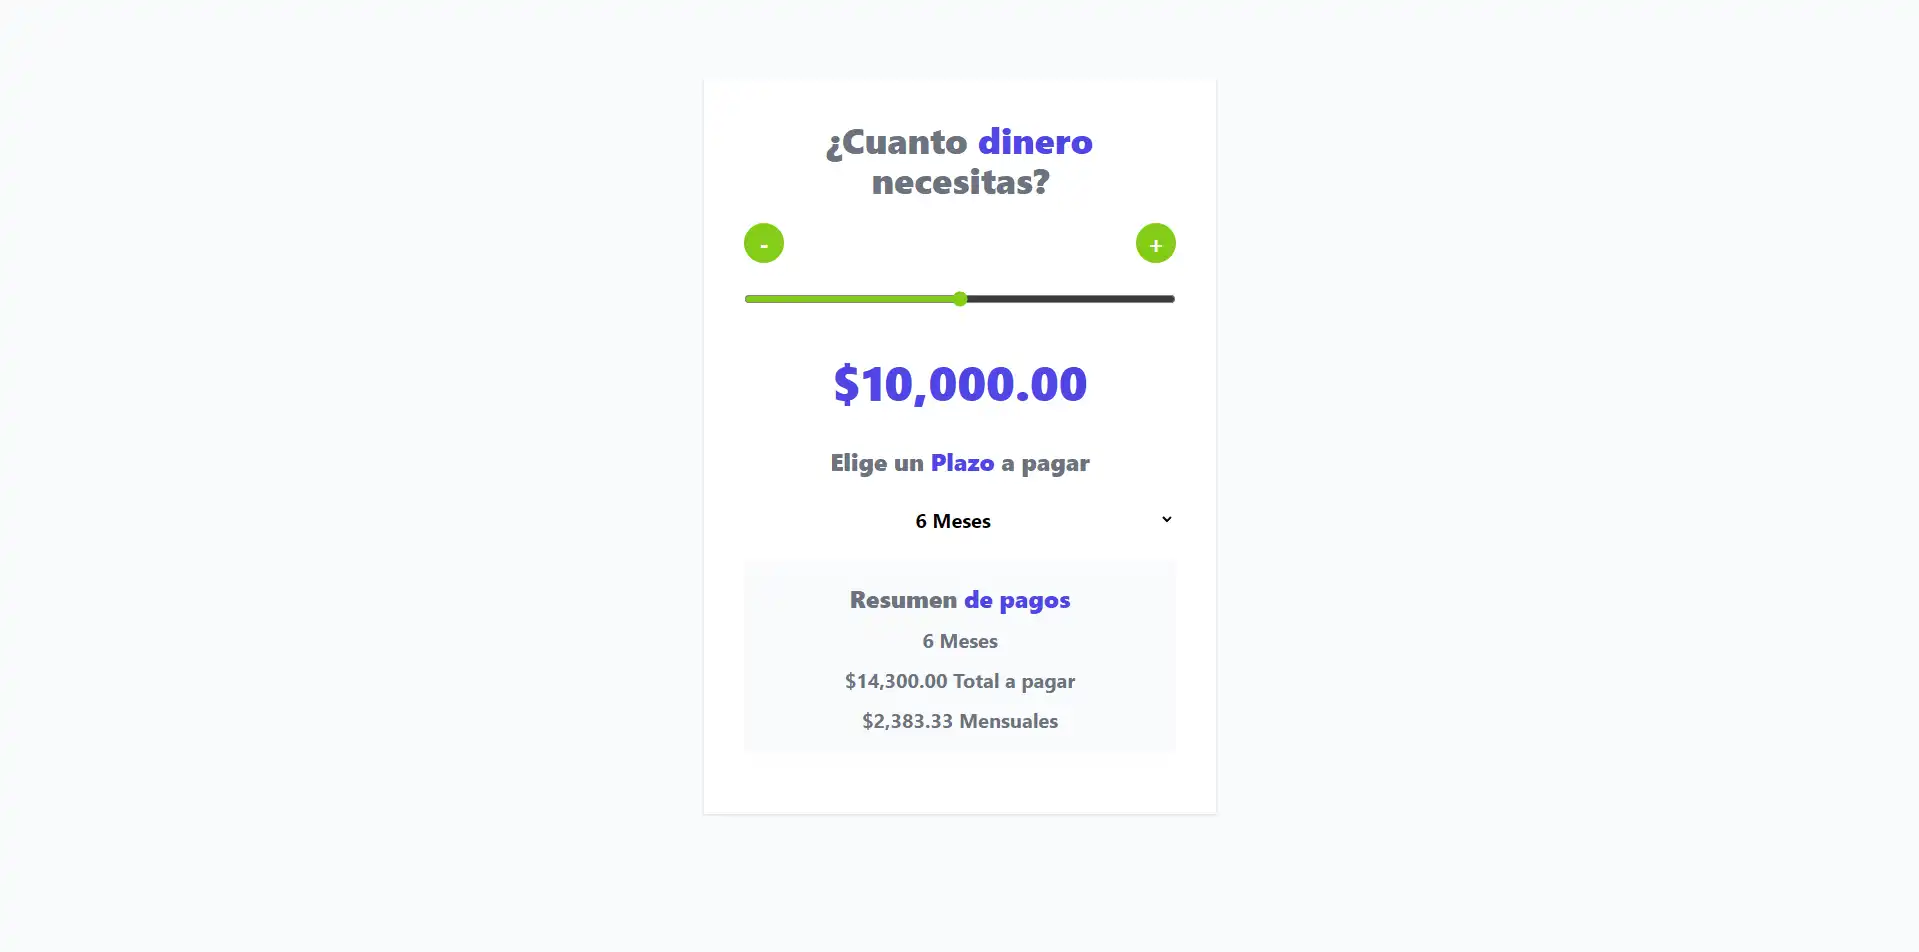 ¿Cuanto dinero
necesitas?
- +
$10,000.00
Elige un Plazo a pagar
6 Meses
Resumen de pagos
6 Meses
$14,300.00 Total a pagar
$2,383.33 Mensuales